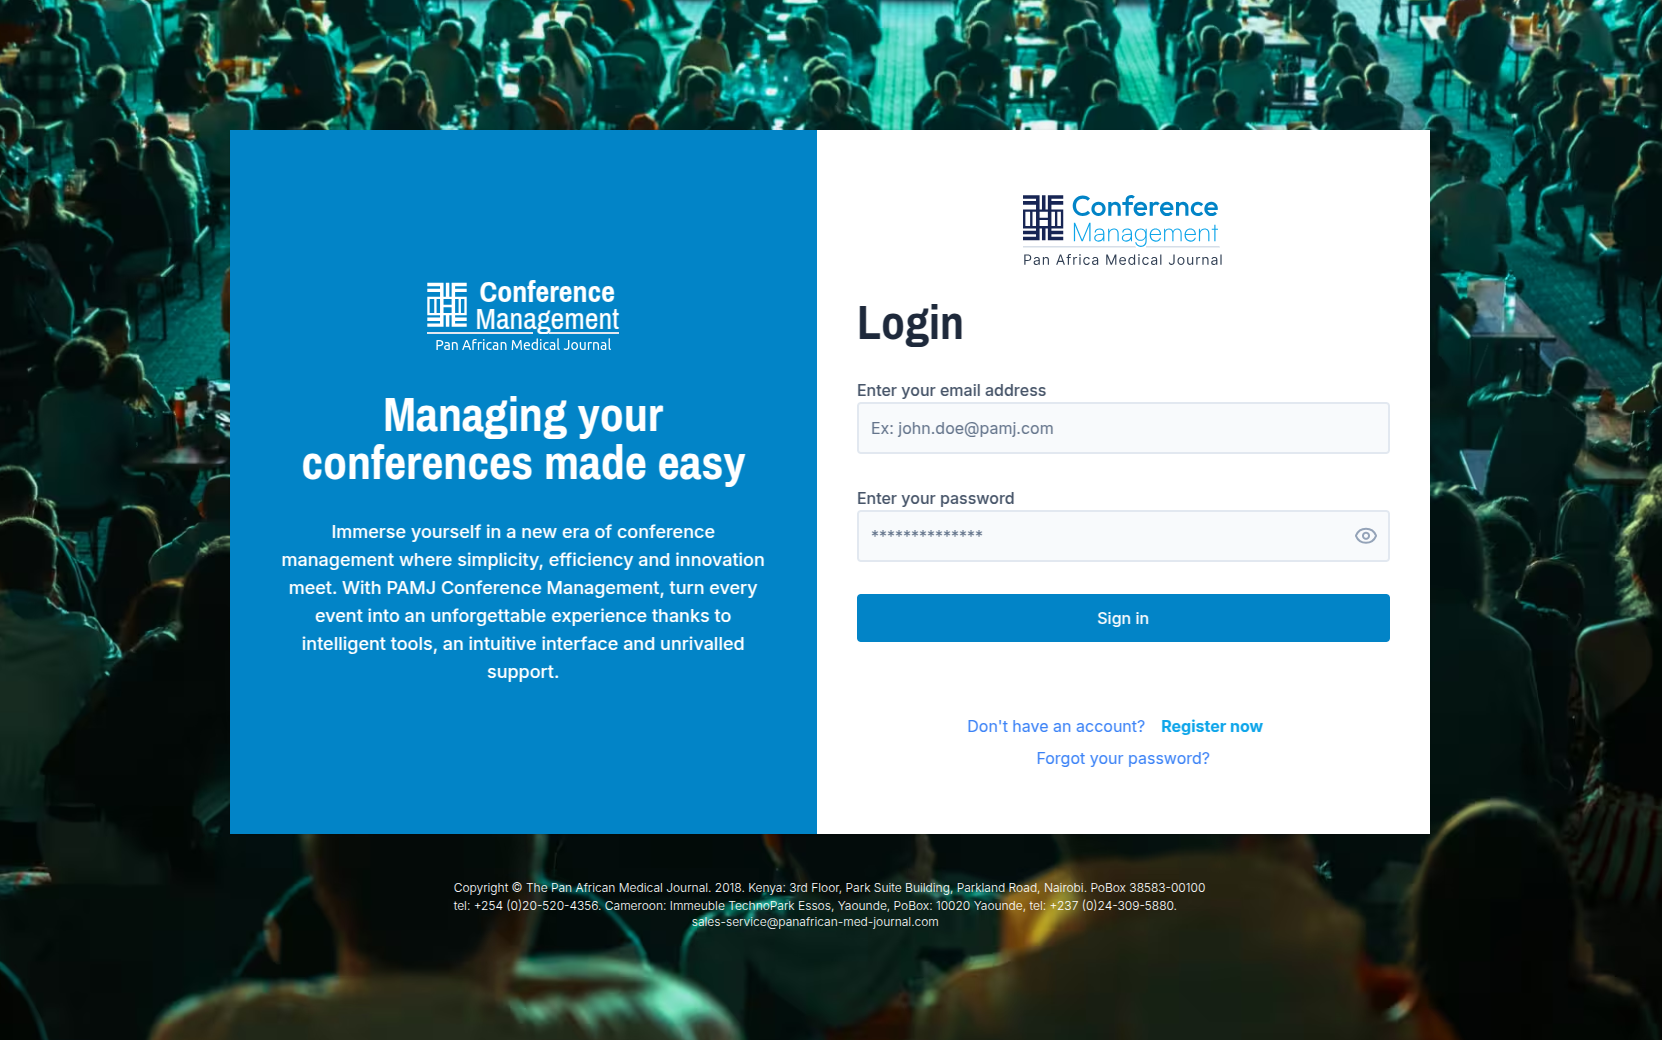 Conference
Management
Pan African Medical Journal
Managing your
conferences made easy
Immerse yourself in a new era of conference
management where simplicity, efficiency and innovation
meet. With PAMJ Conference Management, turn every
event into an unforgettable experience thanks to
intelligent tools, an intuitive interface and unrivalled
support.
Conference
Management
Pan Africa Medical Journal
Login
Enter your email address
Ex: john.doe@pamj.com
Enter your password
**************
Sign in
Don't have an account? Register now
Forgot your password?
Copyright © The Pan African Medical Journal. 2018. Kenya: 3rd Floor, Park Suite Building, Parkland Road, Nairobi. PoBox 38583-00100
tel: +254 (0)20-520-4356. Cameroon: Immeuble TechnoPark Essos, Yaounde, PoBox: 10020 Yaounde, tel: +237 (0)24-309-5880.
sales-service@panafrican-med-journal.com